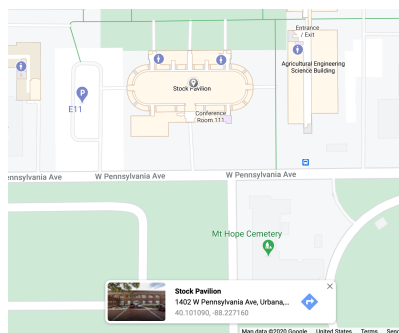 Entrance
/ Exit
Agricultural Engineering
Science Building
Stock Pavilion
P
E11
Conference
Room 111
ennsylvania Ave
W Pennsylvania Ave
W Pennsylvania Ave
Mt Hope Cemetery
Stock Pavilion
1402 W Pennsylvania Ave, Urbana,...
40.101090, -88.227160
Map data ©2020 Google
United States
Terms
Send